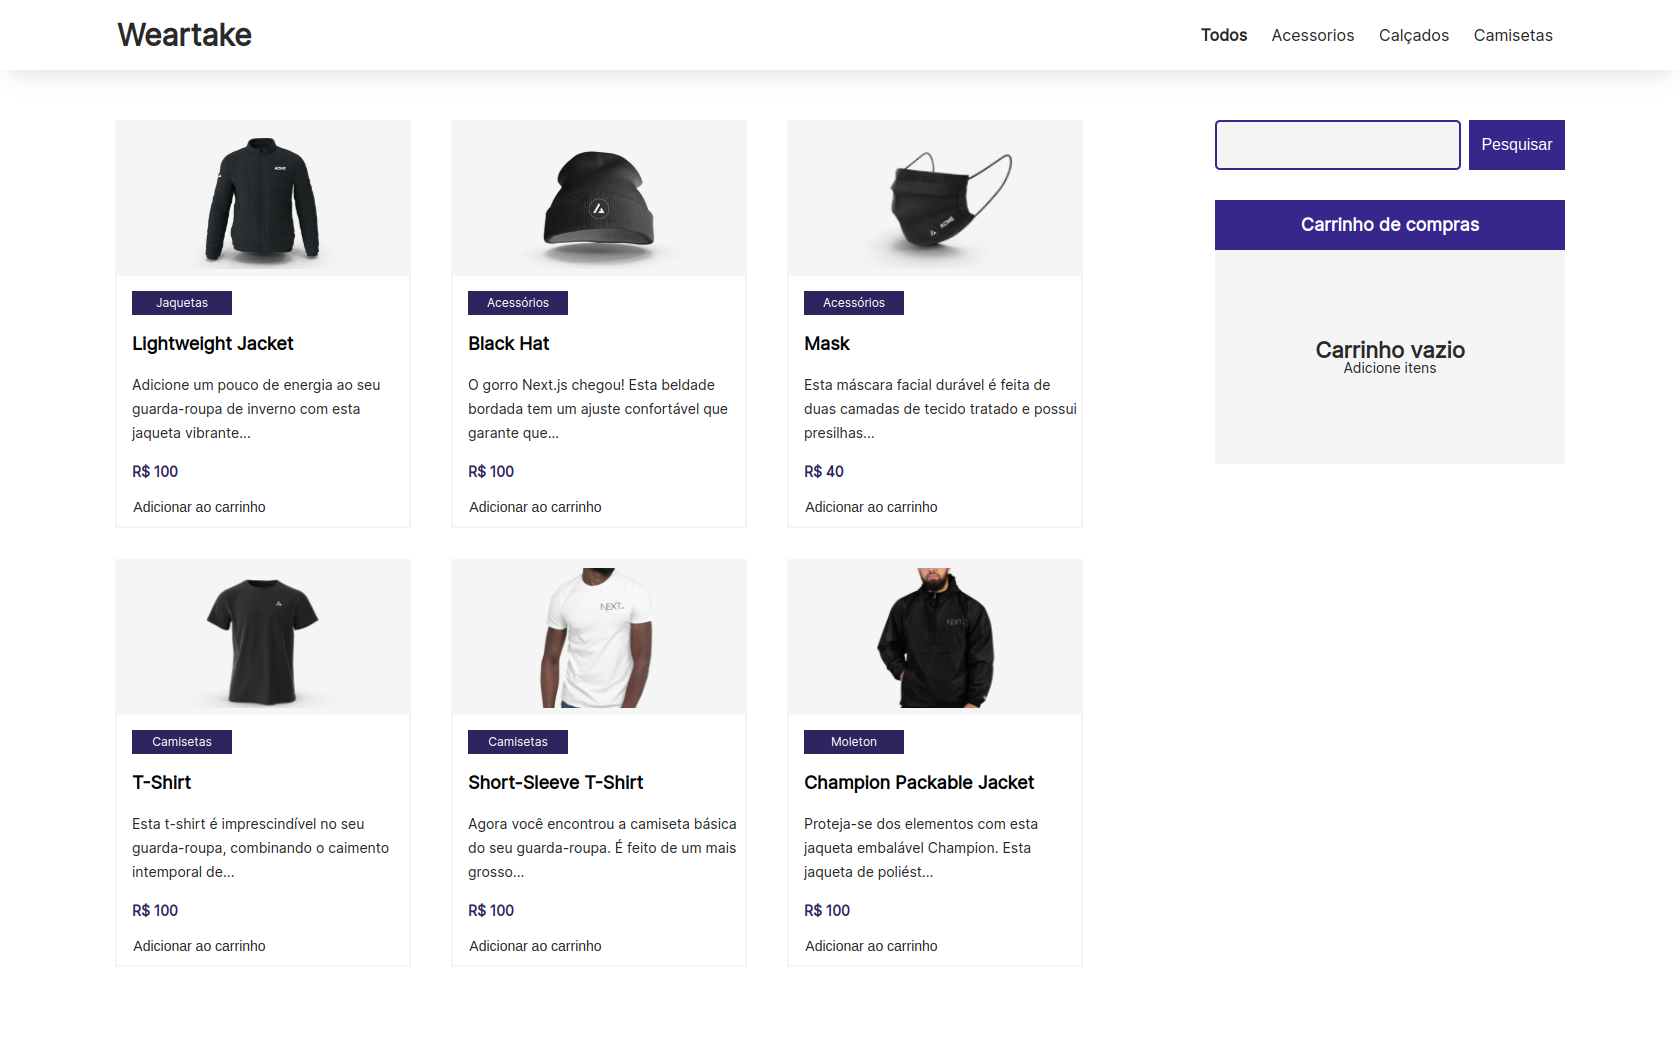 Weartake
Todos Acessorios Calçados Camisetas
Pesquisar
Carrinho de compras
Carrinho vazio
Adicione itens
ACME
Jaquetas
Lightweight Jacket
Adicione um pouco de energia ao seu
guarda-roupa de inverno com esta
jaqueta vibrante...
R$ 100
Adicionar ao carrinho
Acessórios
Black Hat
O gorro Next.js chegou! Esta beldade
bordada tem um ajuste confortável que
garante que...
R$ 100
Adicionar ao carrinho
ACME
Acessórios
Mask
Esta máscara facial durável é feita de
duas camadas de tecido tratado e possui
presilhas...
R$ 40
Adicionar ao carrinho
Camisetas
T-Shirt
Esta t-shirt é imprescindível no seu
guarda-roupa, combinando o caimento
intemporal de...
R$ 100
Adicionar ao carrinho
NEXT.
Camisetas
Short-Sleeve T-Shirt
Agora você encontrou a camiseta básica
do seu guarda-roupa. É feito de um mais
grosso...
R$ 100
Adicionar ao carrinho
NEXT.
Moleton
Champion Packable Jacket
Proteja-se dos elementos com esta
jaqueta embalável Champion. Esta
jaqueta de poliést...
R$ 100
Adicionar ao carrinho